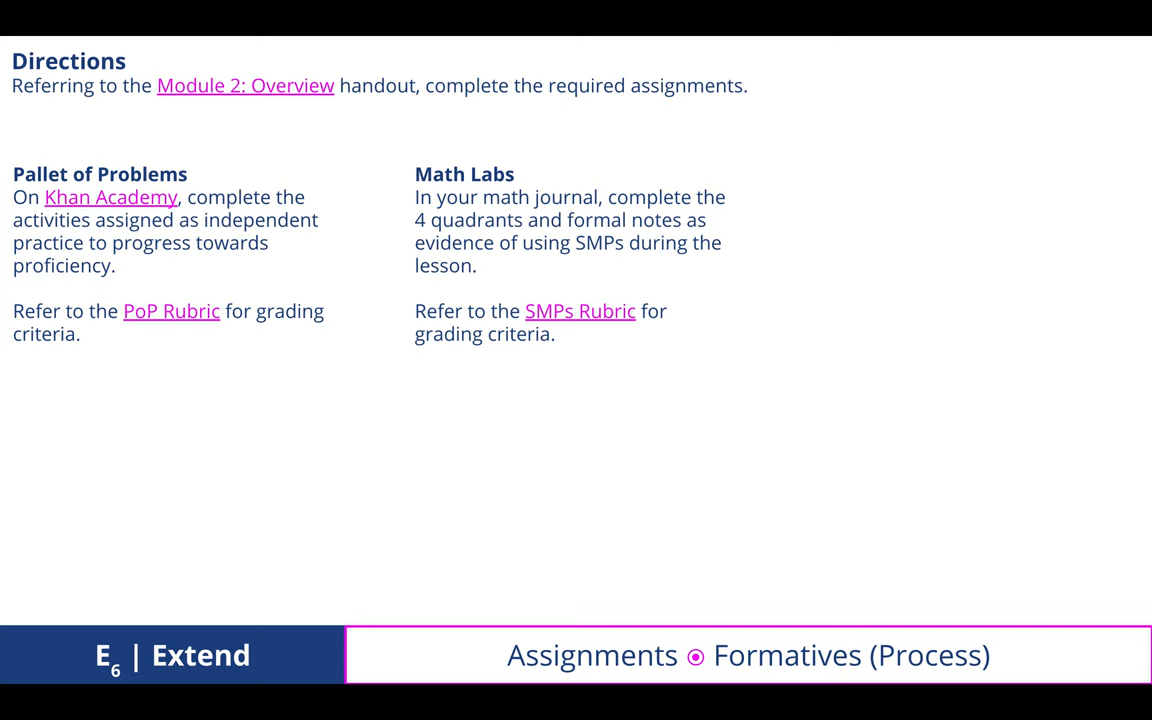 Directions
Referring to the Module 2: Overview handout, complete the required assignments.
Pallet of Problems
On Khan Academy, complete the
activities assigned as independent
practice to progress towards
proficiency.
Refer to the PoP Rubric for grading
criteria.
Math Labs
In your math journal, complete the
4 quadrants and formal notes as
evidence of using SMPs during the
lesson.
Refer to the SMPs Rubric for
grading criteria.
E6 | Extend
Assignments ⦿ Formatives (Process)